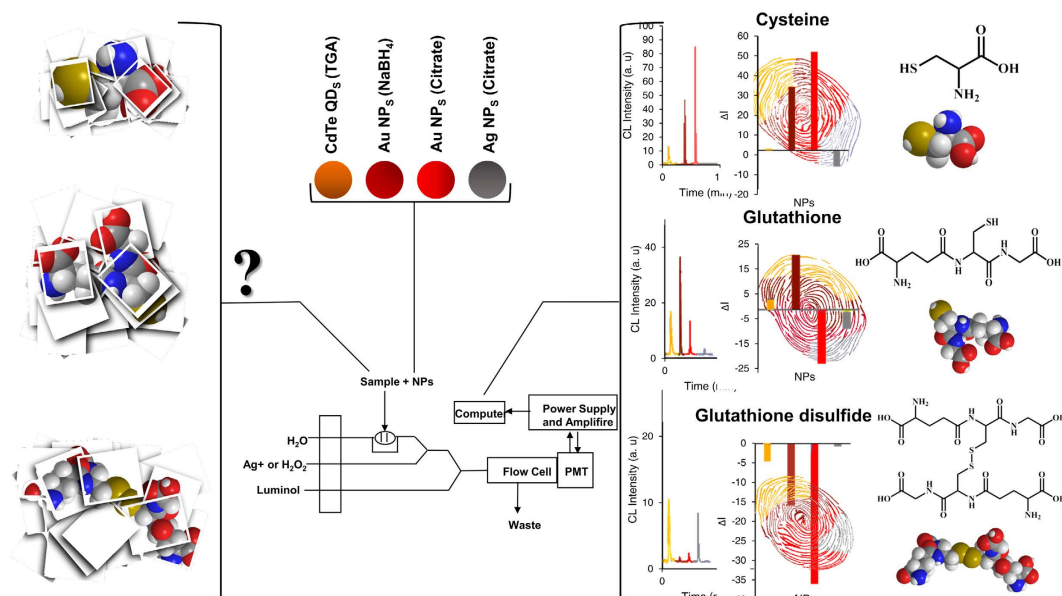 CdTe QDs (TGA)
Au NPs (NaBH4)
Au NPs (Citrate)
Ag NPs (Citrate)
?
Sample + NPs
H2O
Ag+ or H2O2
Luminol
Compute
Power Supply
and Amplifire
Flow Cell
PMT
Waste
Cysteine
CL Intensity (a. u)
100
80
60
50
40
30
20
10
0
0
1
Time (min)
ΔI
60
50
40
30
20
10
0
-10
-20
NPs
HS
O
OH
NH2
Glutathione
CL Intensity (a. u)
40
20
0
Time
ΔI
25
15
5
-5
-15
-25
NPs
O
HO
NH2
O
N
H
SH
H
N
O
O
OH
Glutathione disulfide
CL Intensity (a. u)
20
10
0
Time
ΔI
0
-5
-10
-15
-20
-25
-30
-35
NH2
HO
O
O
H
N
O
N
H
O
OH
S
S
O
HO
H
N
O
N
H
O
NH2
O
OH